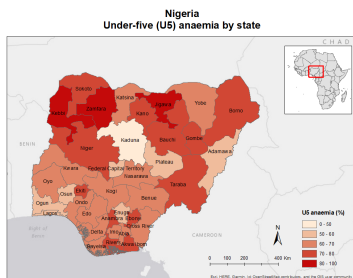 Nigeria
Under-five (U5) anaemia by state
CHAD
Sokoto
Katsina
Jigawa
Yobe
Borno
Zamfara
Kano
Kaduna
Bauchi
Gombe
Adamawa
BENIN
Niger
Plateau
Kwara
Federal Capital Territory
Nasarawa
Taraba
Oyo
Kogi
Benue
Osun
Ekiti
Ondo
Ogun
Lagos
Edo
Enugu
Anambra
Ebonyi
Cross River
CAMEROON
Delta
Imo
Abia
Bayelsa
Rivers
Akwa Ibom
Bight of
Benin
U5 anaemia (%)
0 - 50
50 - 60
60 - 70
70 - 80
80 - 100
N
0
100
200
400 Km